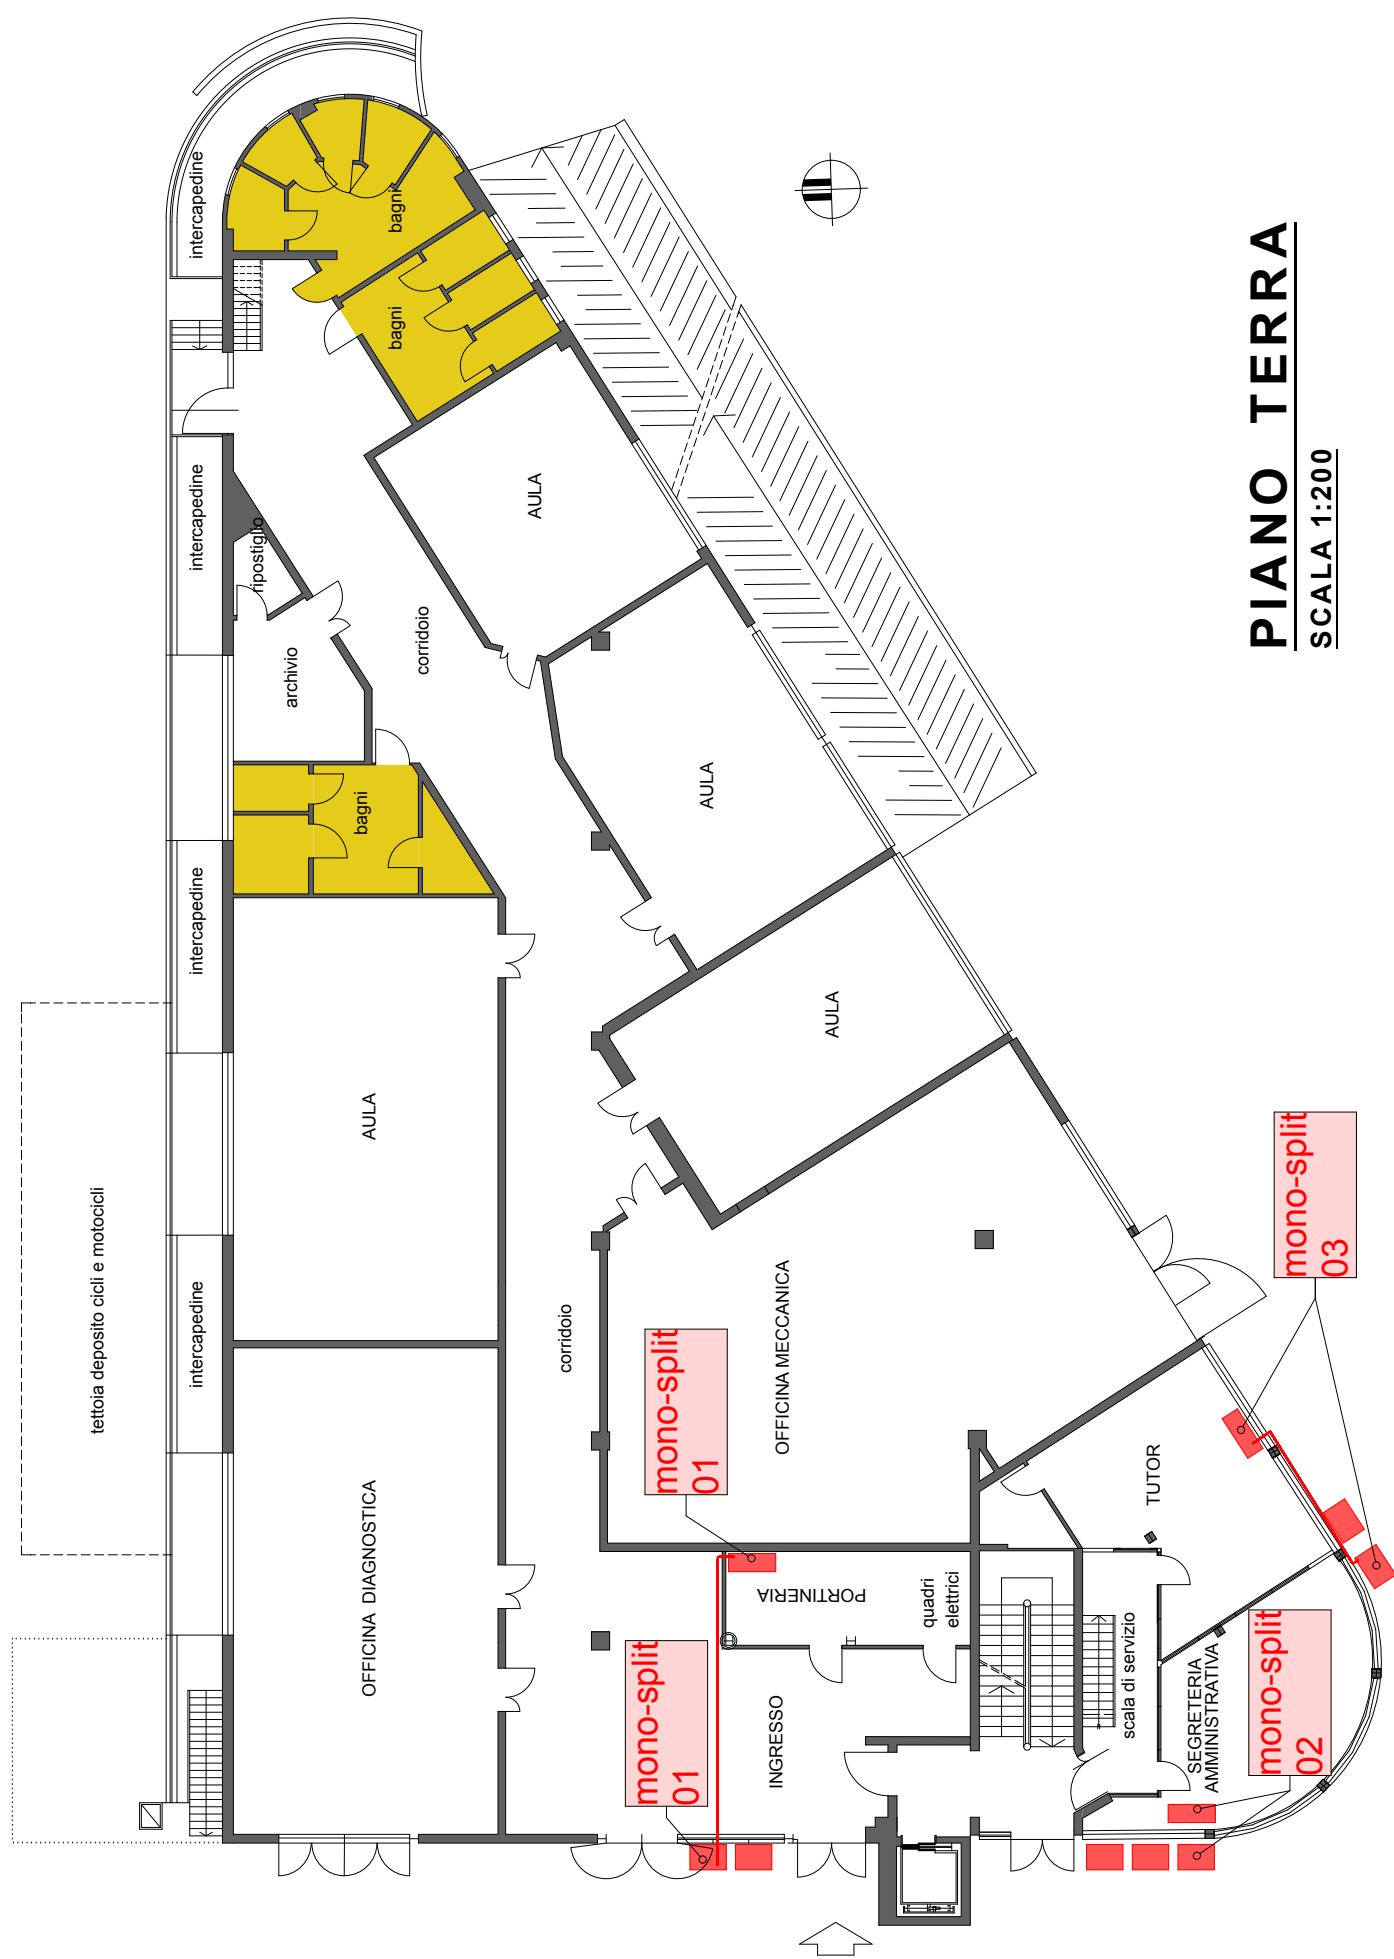 PIANO TERRA
SCALA 1:200
tettoia deposito cicli e motocicli
intercapedine
intercapedine
intercapedine
intercapedine
OFFICINA DIAGNOSTICA
AULA
bagni
archivio
ripostiglio
bagni
bagni
corridoio
corridoio
AULA
AULA
AULA
OFFICINA MECCANICA
mono-split
01
mono-split
01
INGRESSO
PORTINERIA
quadri
elettrici
scala di servizio
TUTOR
SEGRETERIA
AMMINISTRATIVA
mono-split
02
mono-split
03